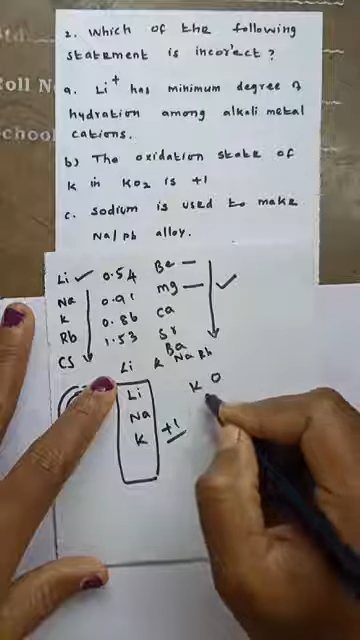 2. Which of the following
statement is incorrect ?
a. Li+ has minimum degree of
hydration among alkali metal
cations.
b) The oxidation state of
K in KO2 is +1
c. Sodium is used to make
Na/Pb alloy.
Li ✓ 0.54 Be —
Na 0.91 mg —
K 0.86 ca
Rb 1.53 Sr
Cs Ba
Li K Na Rb
Li
Na
K +1
K O
oll N
choo